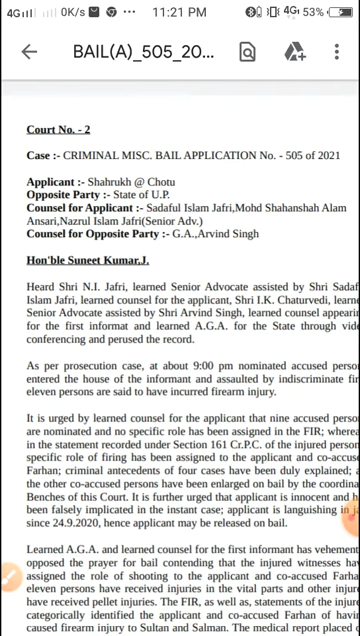 4G 0K/s ••• 11:21 PM 4G 53%
BAIL(A)_505_20...
Court No. - 2
Case :- CRIMINAL MISC. BAIL APPLICATION No. - 505 of 2021
Applicant :- Shahrukh @ Chotu
Opposite Party :- State of U.P.
Counsel for Applicant :- Sadaful Islam Jafri,Mohd Shahanshah Alam
Ansari,Nazrul Islam Jafri(Senior Adv.)
Counsel for Opposite Party :- G.A.,Arvind Singh
Hon'ble Suneet Kumar,J.
Heard Shri N.I. Jafri, learned Senior Advocate assisted by Shri Sadaf
Islam Jafri, learned counsel for the applicant, Shri I.K. Chaturvedi, learne
Senior Advocate assisted by Shri Arvind Singh, learned counsel appearin
for the first informat and learned A.G.A. for the State through vide
conferencing and perused the record.
As per prosecution case, at about 9:00 pm nominated accused perso
entered the house of the informant and assaulted by indiscriminate fir
eleven persons are said to have incurred firearm injury.
It is urged by learned counsel for the applicant that nine accused perso
are nominated and no specific role has been assigned in the FIR; wherea
in the statement recorded under Section 161 Cr.P.C. of the injured person
specific role of firing has been assigned to the applicant and co-accuse
Farhan; criminal antecedents of four cases have been duly explained; a
the other co-accused persons have been enlarged on bail by the coordina
Benches of this Court. It is further urged that applicant is innocent and h
been falsely implicated in the instant case; applicant is languishing in
since 24.9.2020, hence applicant may be released on bail.
Learned A.G.A. and learned counsel for the first informant has vehemen
opposed the prayer for bail contending that the injured witnesses hav
assigned the role of shooting to the applicant and co-accused Farha
eleven persons have received injuries in the vital parts and other injure
have received pellet injuries. The FIR, as well as, statements of the injure
categorically identified the applicant and co-accused Farhan of havin
caused firearm injury to Sultan and Salman. The medical report placed